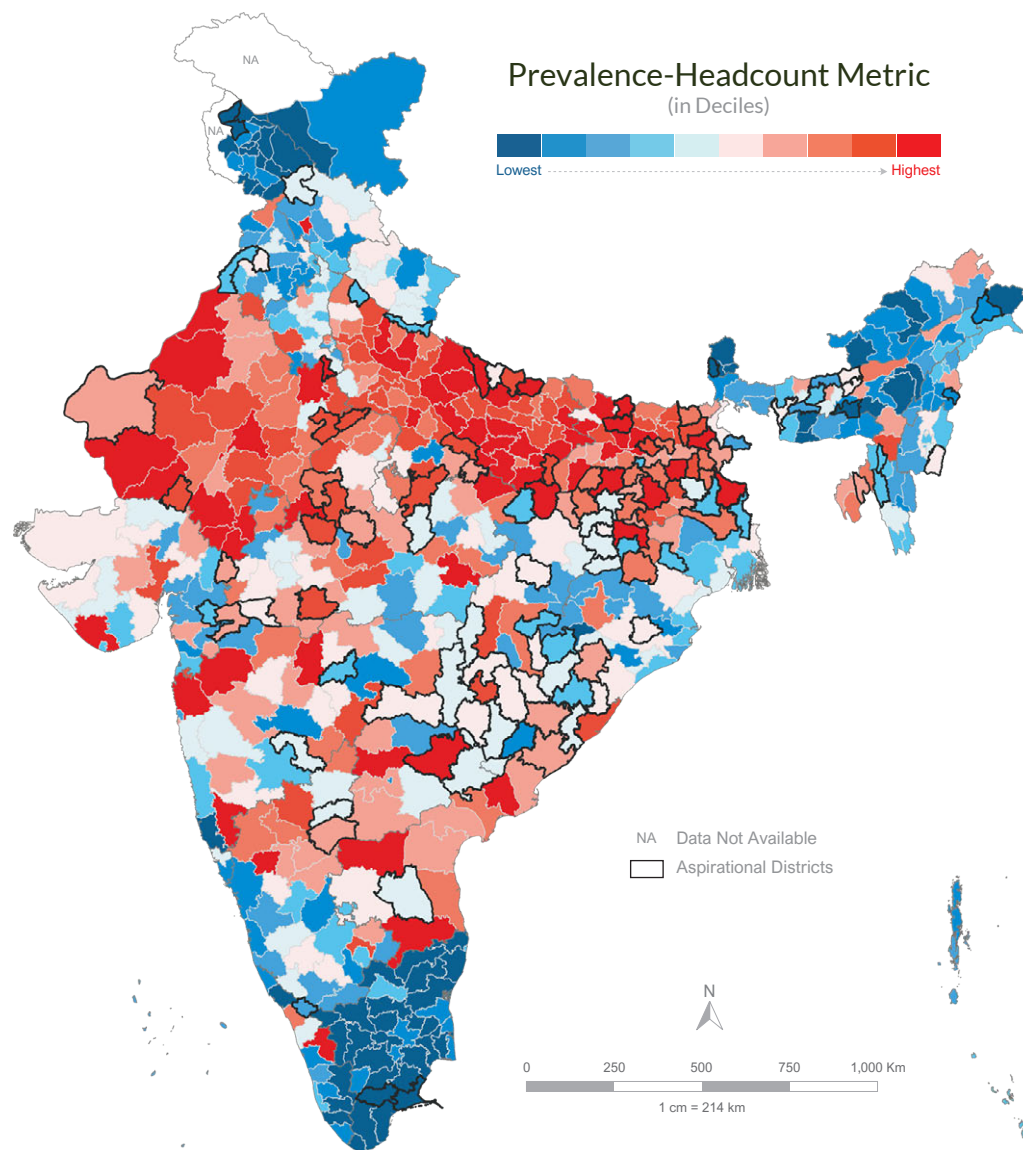 NA
Prevalence-Headcount Metric
(in Deciles)
NA
Lowest
Highest
NA Data Not Available
Aspirational Districts
N
0 250 500 750 1,000 Km
1 cm = 214 km